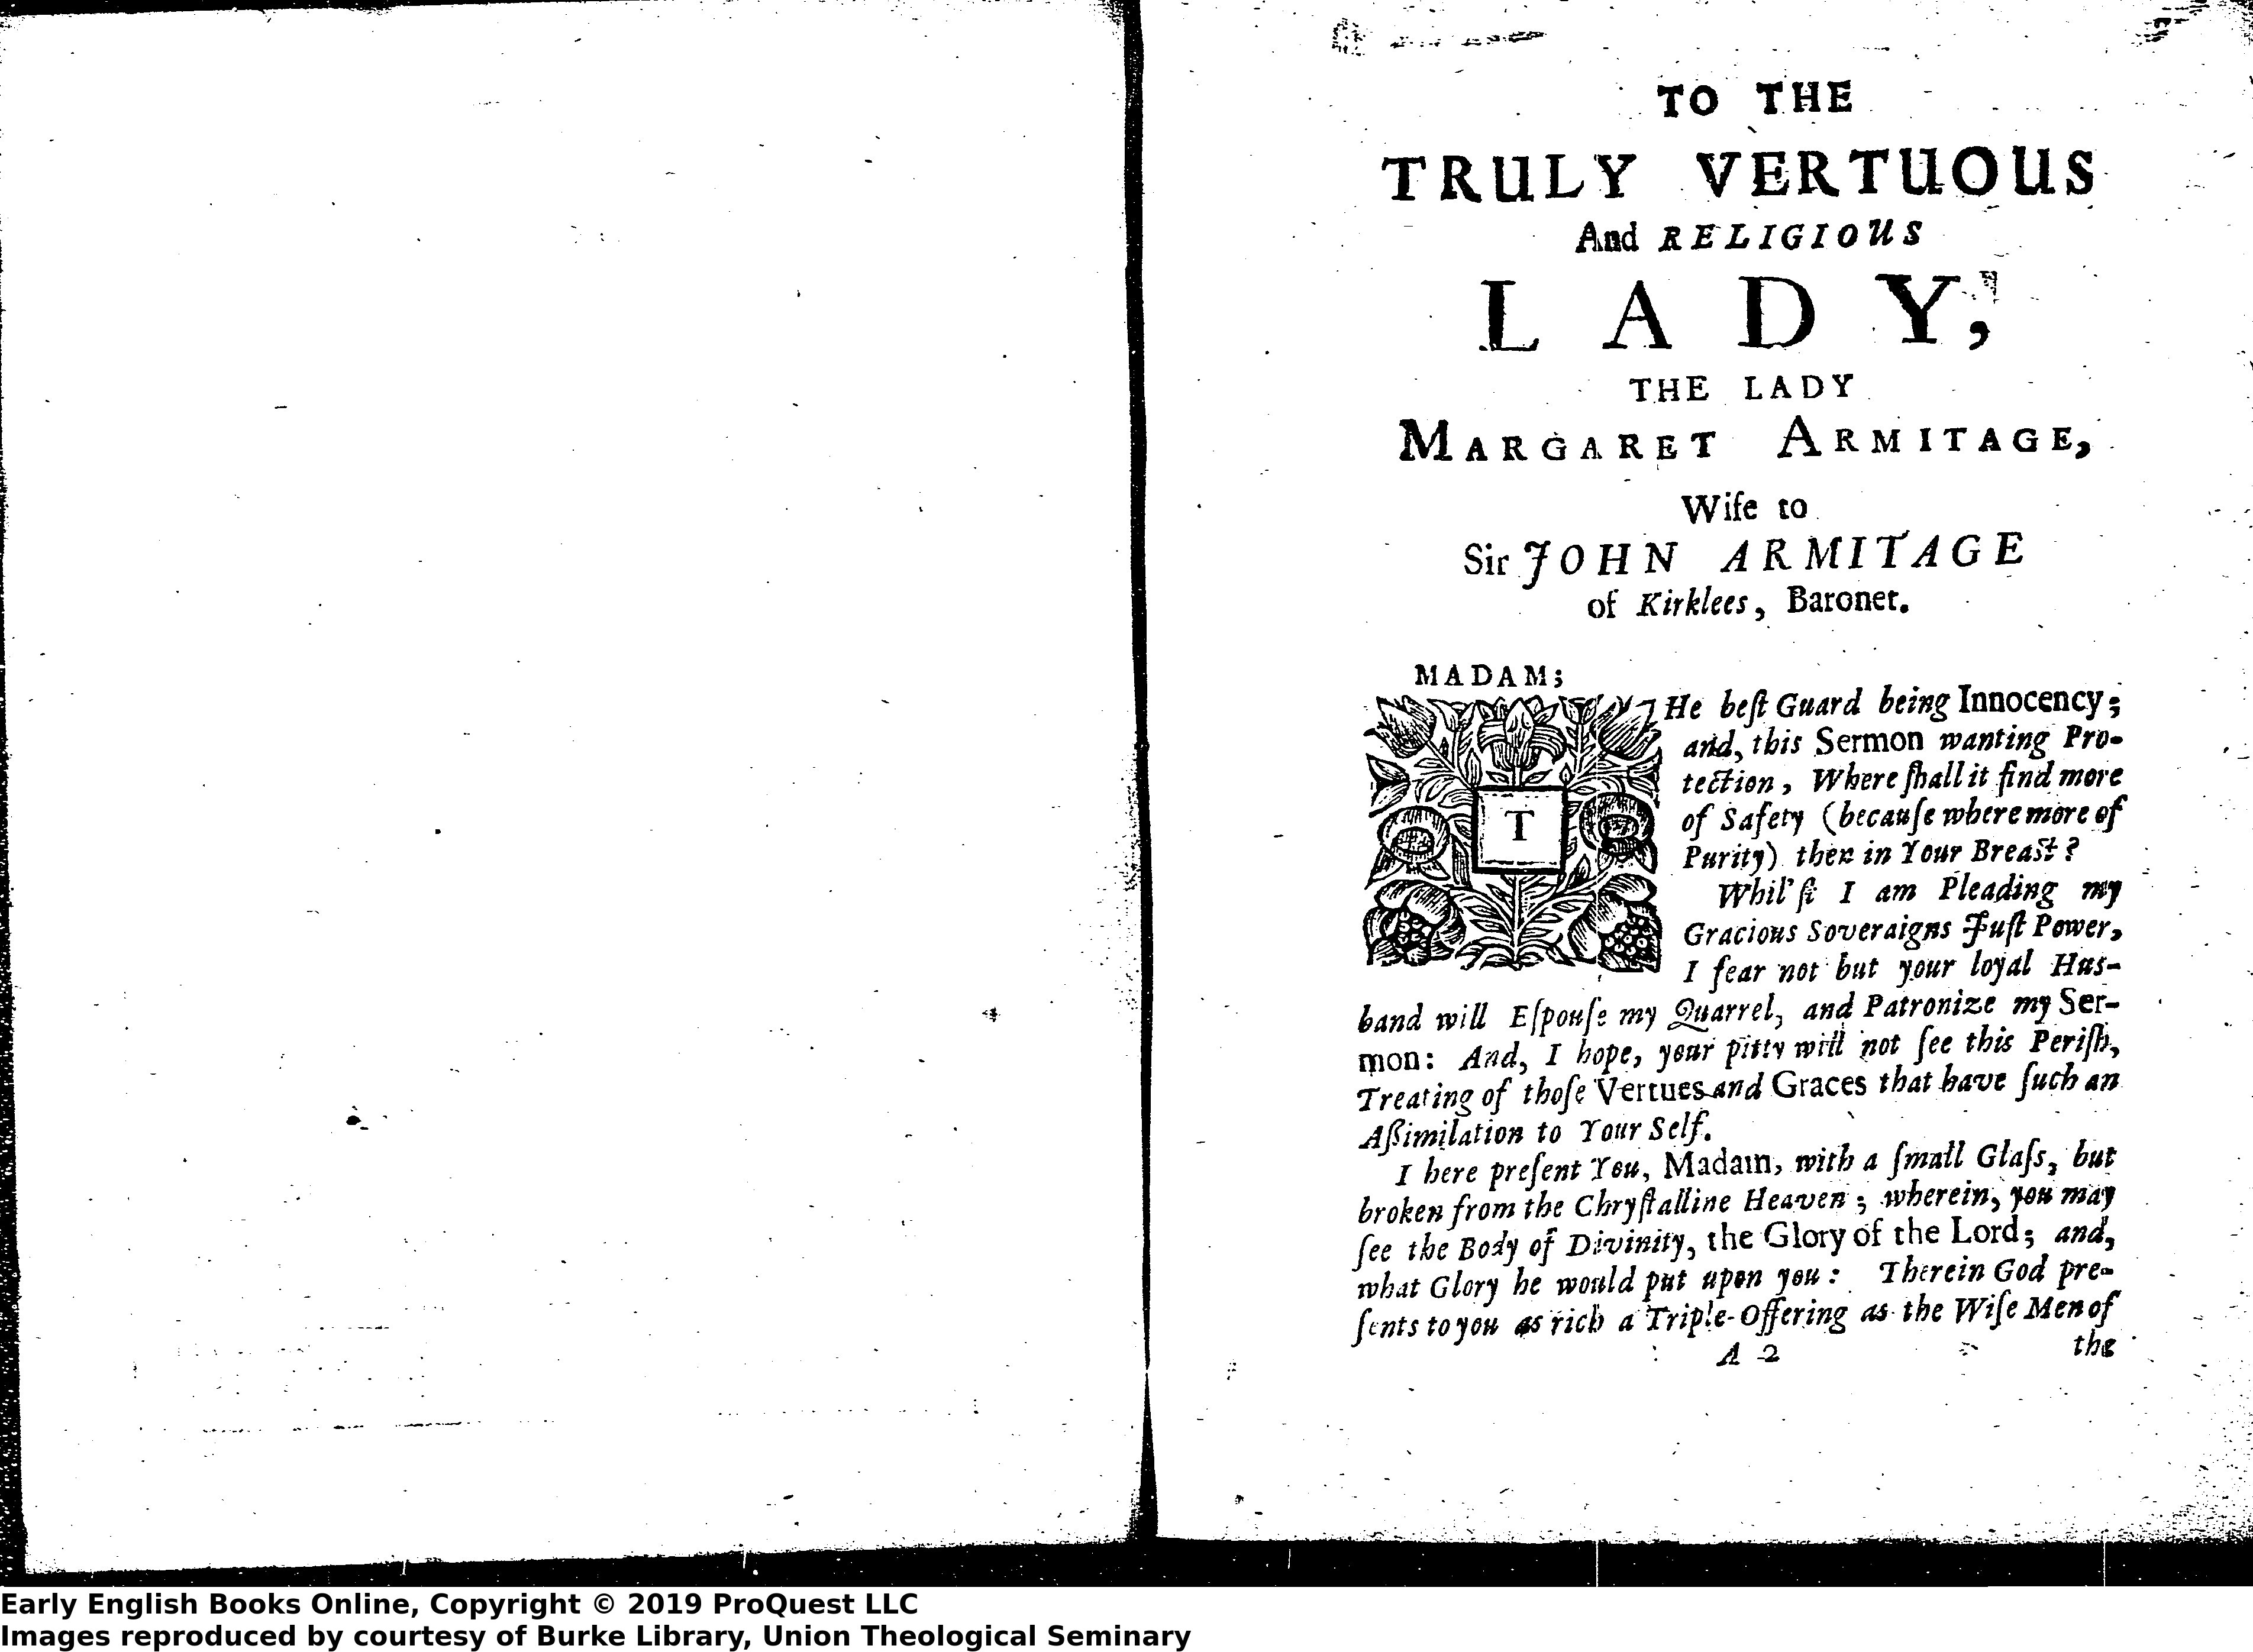 TO THE
TRULY VERTUOUS
And RELIGIOUS
LADY,
THE LADY
MARGARET ARMITAGE,
Wife to
Sir JOHN ARMITAGE
of Kirklees, Baronet.
MADAM;
THe beſt Guard being Innocency;
and, this Sermon wanting Pro-
tection, Where ſhall it find more
of Safety (becauſe where more of
Purity) then in Your Breast?
Whil'ſt I am Pleading my
Gracious Soveraigns Juſt Power,
I fear not but your loyal Hus-
band will Eſpouſe my Quarrel, and Patronize my Ser-
mon: And, I hope, your pitty will not ſee this Periſh,
Treating of thoſe Vertues and Graces that have ſuch an
Aſſimilation to Your Self.
I here preſent You, Madam, with a ſmall Glaſs, but
broken from the Chryſtalline Heaven; wherein, you may
ſee the Body of Divinity, the Glory of the Lord; and,
what Glory he would put upon you: Therein God pre-
ſents to you as rich a Triple-Offering as the Wiſe Men of
A 2 the
Early English Books Online, Copyright © 2019 ProQuest LLC
Images reproduced by courtesy of Burke Library, Union Theological Seminary